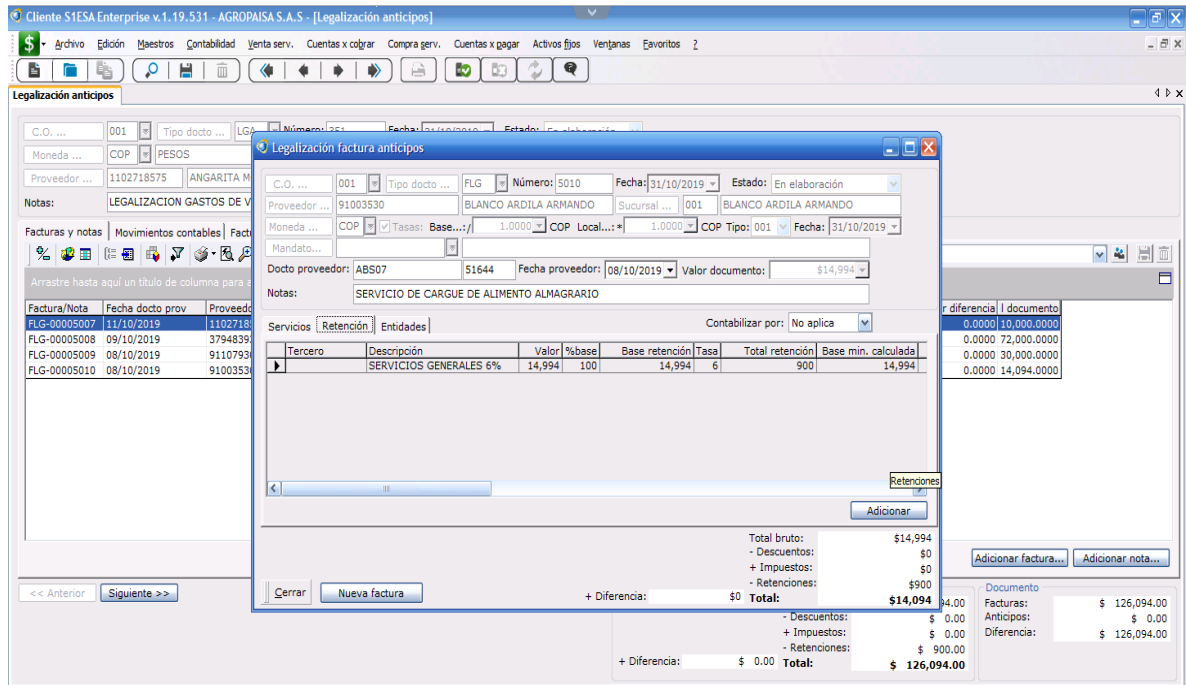 Cliente S1ESA Enterprise v.1.19.531 - AGROPAISA S.A.S - [Legalización anticipos]
$ Archivo Edición Maestros Contabilidad Venta serv. Cuentas x cobrar Compra serv. Cuentas x pagar Activos fijos Ventanas Favoritos ?
Legalización anticipos
C.O. ... 001 Tipo docto ... LGA Número: 351 Fecha: 31/10/2019 Estado: En elaboración
Moneda ... COP PESOS
Proveedor ... 1102718575 ANGARITA M
Notas: LEGALIZACION GASTOS DE V
Facturas y notas Movimientos contables Fact
Arrastre hasta aquí un título de columna para a
Factura/Nota Fecha docto prov Proveedo r diferencia l documento
FLG-00005007 11/10/2019 1102718 0.0000 10,000.0000
FLG-00005008 09/10/2019 3794839 0.0000 72,000.0000
FLG-00005009 08/10/2019 9110793 0.0000 30,000.0000
FLG-00005010 08/10/2019 9100353 0.0000 14,094.0000
Legalización factura anticipos
C.O. ... 001 Tipo docto ... FLG Número: 5010 Fecha: 31/10/2019 Estado: En elaboración
Proveedor ... 91003530 BLANCO ARDILA ARMANDO Sucursal ... 001 BLANCO ARDILA ARMANDO
Moneda ... COP Tasas: Base...:/ 1.0000 COP Local...:* 1.0000 COP Tipo: 001 Fecha: 31/10/2019
Mandato...
Docto proveedor: ABS07 51644 Fecha proveedor: 08/10/2019 Valor documento: $14,994
Notas: SERVICIO DE CARGUE DE ALIMENTO ALMAGRARIO
Servicios Retención Entidades Contabilizar por: No aplica
Tercero Descripción Valor %base Base retención Tasa Total retención Base min. calculada
SERVICIOS GENERALES 6% 14,994 100 14,994 6 900 14,994
Retenciones
Adicionar
Total bruto: $14,994
- Descuentos: $0
+ Impuestos: $0
- Retenciones: $900
Cerrar Nueva factura + Diferencia: $0 Total: $14,094
Adicionar factura... Adicionar nota...
<< Anterior Siguiente >>
94.00
- Descuentos: $ 0.00
+ Impuestos: $ 0.00
- Retenciones: $ 900.00
+ Diferencia: $ 0.00 Total: $ 126,094.00
Documento
Facturas: $ 126,094.00
Anticipos: $ 0.00
Diferencia: $ 126,094.00